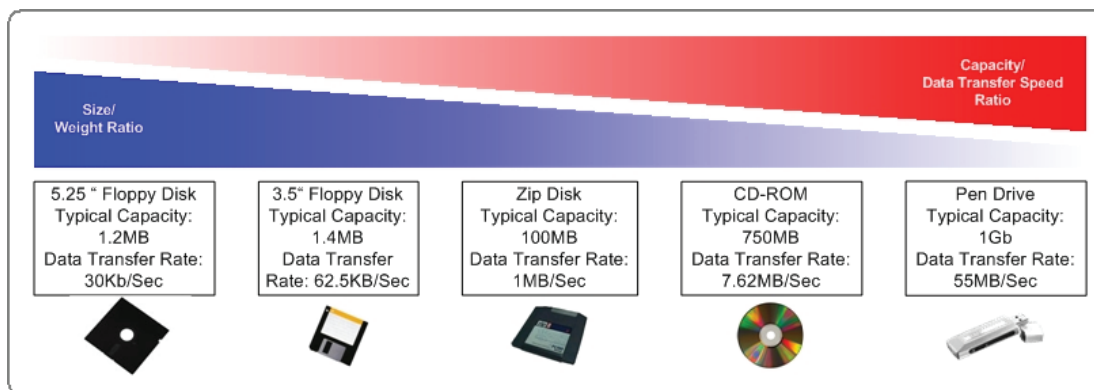 Capacity/
Data Transfer Speed
Ratio
Size/
Weight Ratio
5.25 “ Floppy Disk
Typical Capacity:
1.2MB
Data Transfer Rate:
30Kb/Sec
3.5“ Floppy Disk
Typical Capacity:
1.4MB
Data Transfer
Rate: 62.5KB/Sec
Zip Disk
Typical Capacity:
100MB
Data Transfer Rate:
1MB/Sec
CD-ROM
Typical Capacity:
750MB
Data Transfer Rate:
7.62MB/Sec
Pen Drive
Typical Capacity:
1Gb
Data Transfer Rate:
55MB/Sec